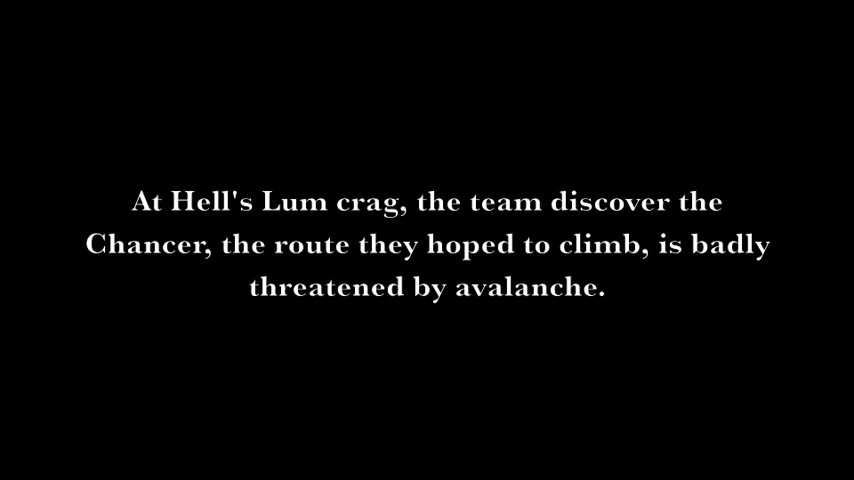 At Hell's Lum crag, the team discover the
Chancer, the route they hoped to climb, is badly
threatened by avalanche.